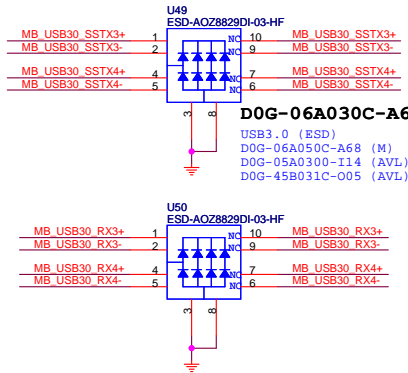 U49
ESD-AOZ8829DI-03-HF
MB_USB30_SSTX3+ 1 NC 10 MB_USB30_SSTX3+
MB_USB30_SSTX3- 2 NC 9 MB_USB30_SSTX3-
MB_USB30_SSTX4+ 4 NC 7 MB_USB30_SSTX4+
MB_USB30_SSTX4- 5 NC 6 MB_USB30_SSTX4-
3 8
D0G-06A030C-A6
USB3.0 (ESD)
D0G-06A050C-A68 (M)
D0G-05A0300-I14 (AVL)
D0G-45B031C-O05 (AVL)
U50
ESD-AOZ8829DI-03-HF
MB_USB30_RX3+ 1 NC 10 MB_USB30_RX3+
MB_USB30_RX3- 2 NC 9 MB_USB30_RX3-
MB_USB30_RX4+ 4 NC 7 MB_USB30_RX4+
MB_USB30_RX4- 5 NC 6 MB_USB30_RX4-
3 8